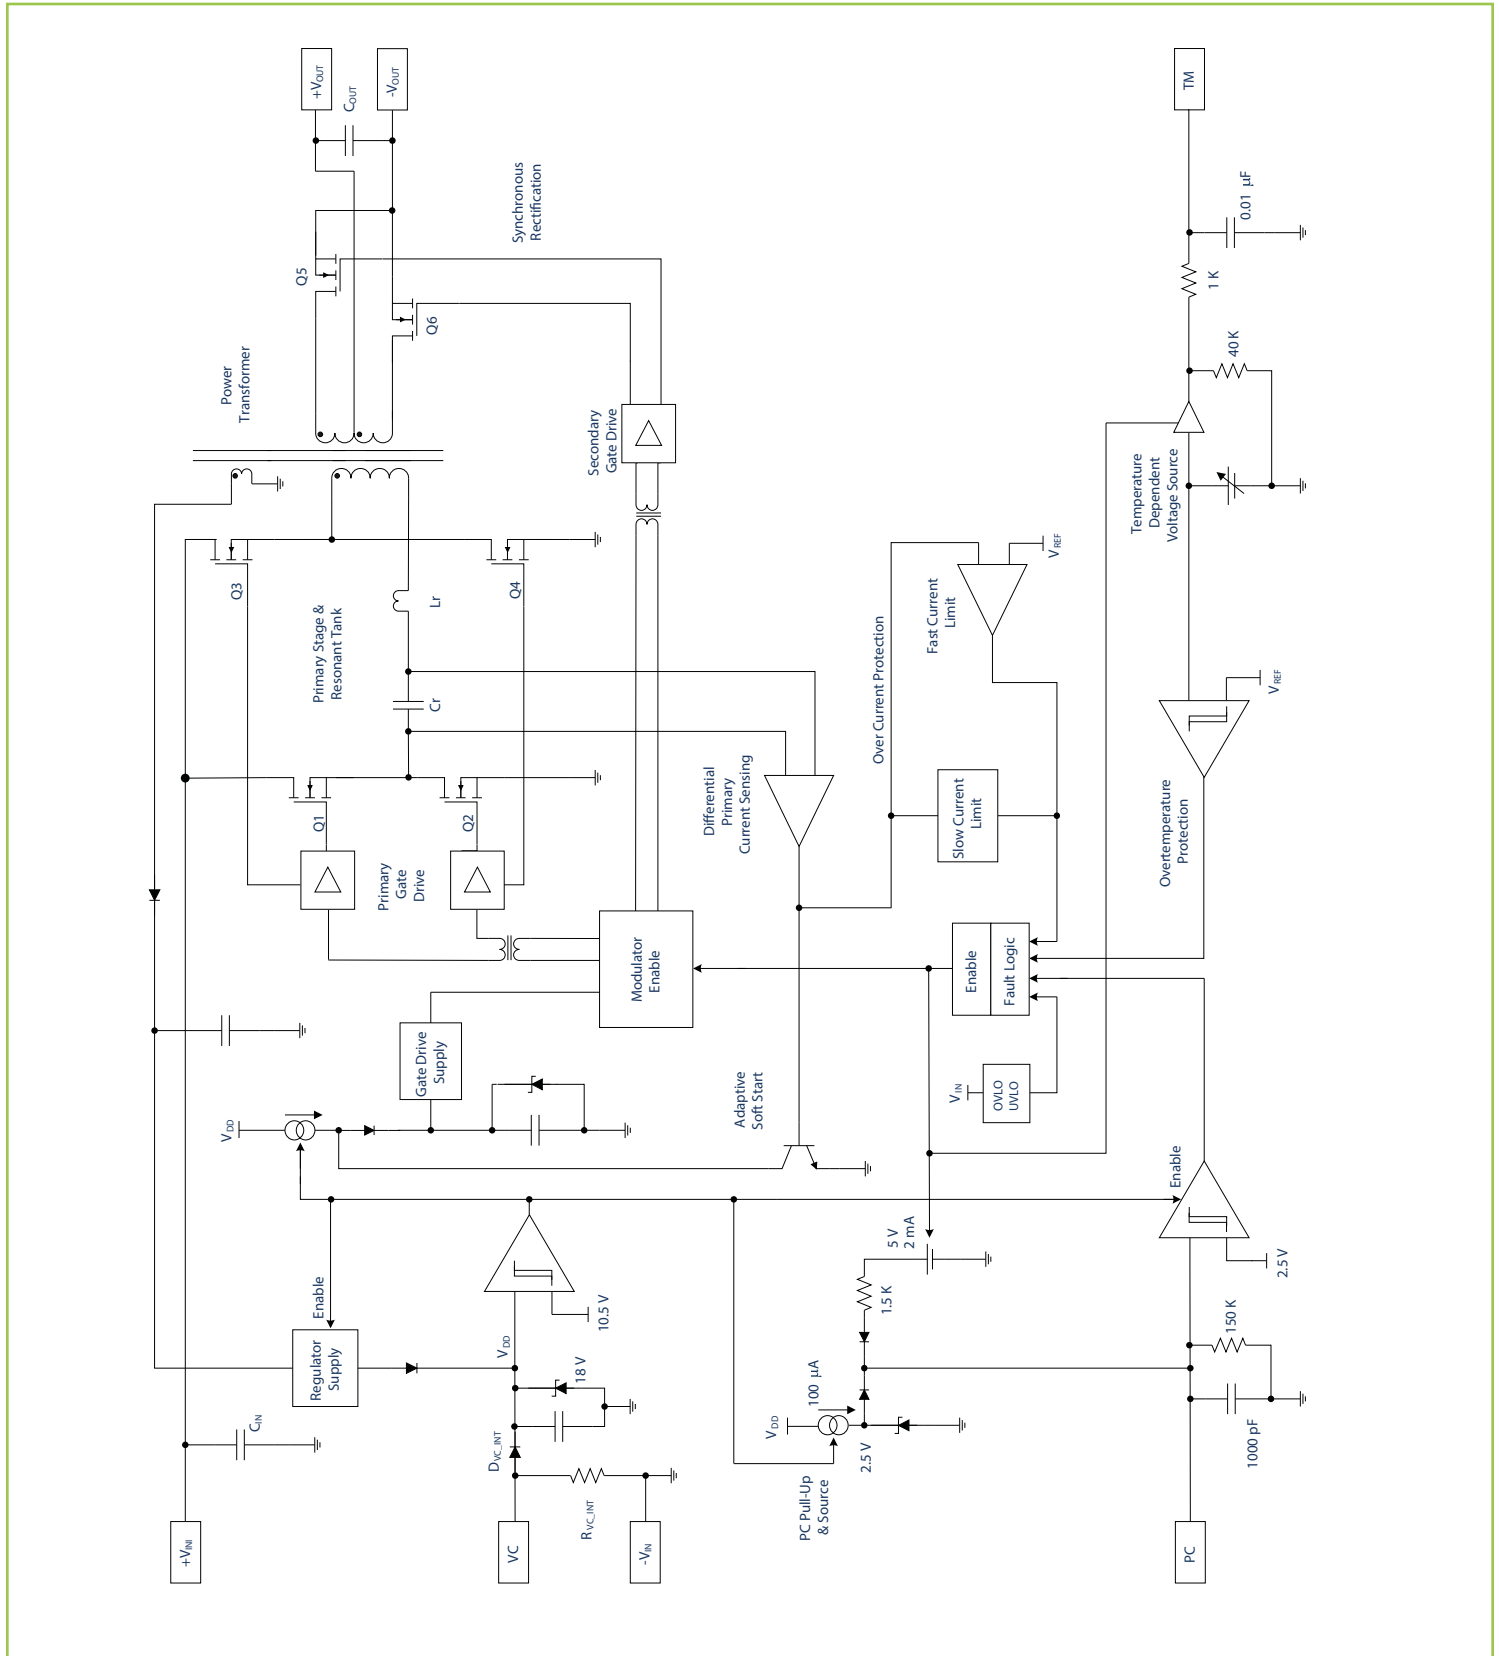 +VINI
CIN
Regulator
Supply
Enable
VC
DVC_INT
RVC_INT
-VIN
VDD
18 V
10.5 V
VDD
Gate Drive
Supply
Modulator
Enable
Primary
Gate
Drive
Q1
Q2
Q3
Q4
Cr
Lr
Primary Stage &
Resonant Tank
Power
Transformer
Q5
Q6
Synchronous
Rectification
+VOUT
COUT
-VOUT
Secondary
Gate Drive
Differential
Primary
Current Sensing
Adaptive
Soft Start
Over Current Protection
Slow Current
Limit
Fast Current
Limit
VREF
Enable
Fault Logic
VIN
OVLO
UVLO
PC Pull-Up
& Source
VDD
100 µA
2.5 V
1.5 K
5 V
2 mA
PC
1000 pF
150 K
2.5 V
Enable
Overtemperature
Protection
VREF
Temperature
Dependent
Voltage Source
40 K
1 K
0.01 µF
TM